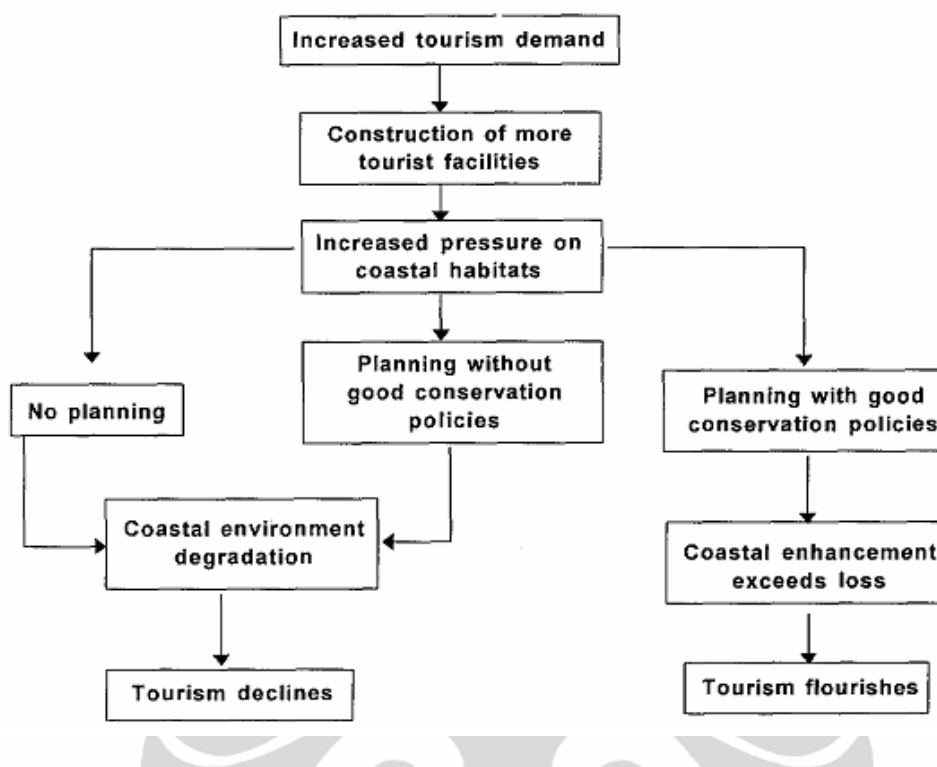 Increased tourism demand
Construction of more
tourist facilities
Increased pressure on
coastal habitats
No planning
Planning without
good conservation
policies
Planning with good
conservation policies
Coastal environment
degradation
Coastal enhancement
exceeds loss
Tourism declines
Tourism flourishes